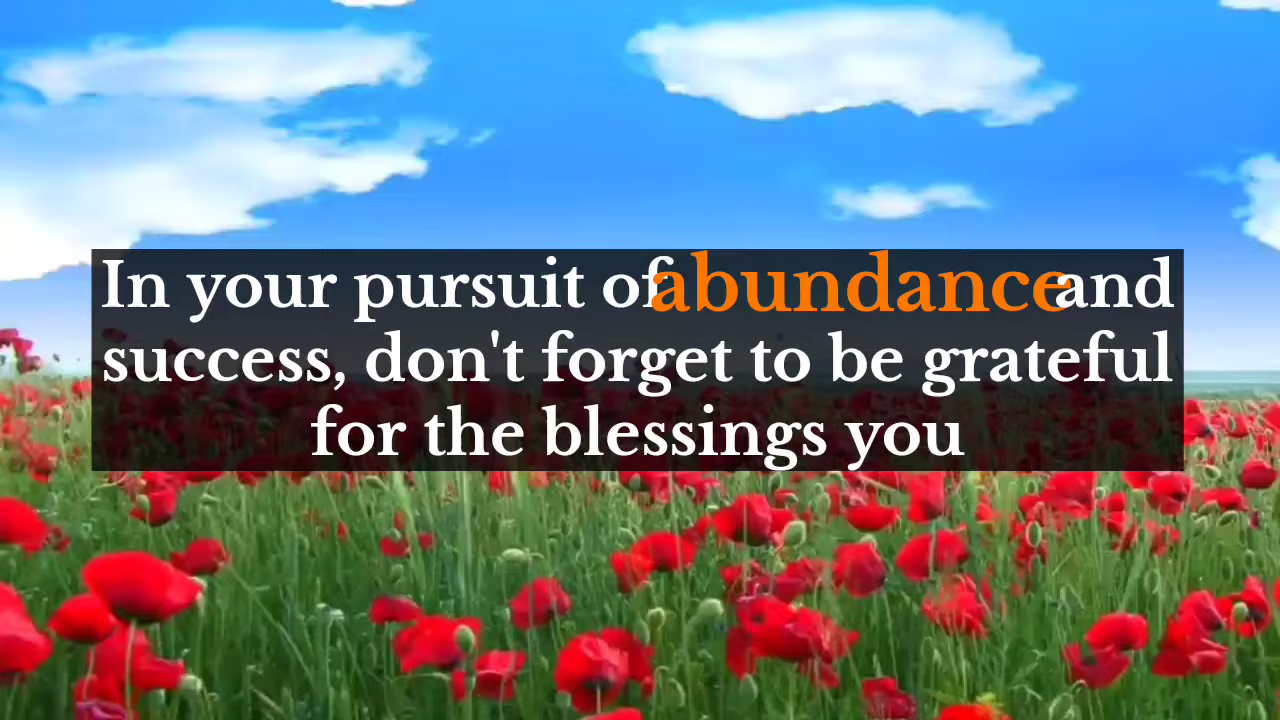 In your pursuit of abundance and
success, don't forget to be grateful
for the blessings you